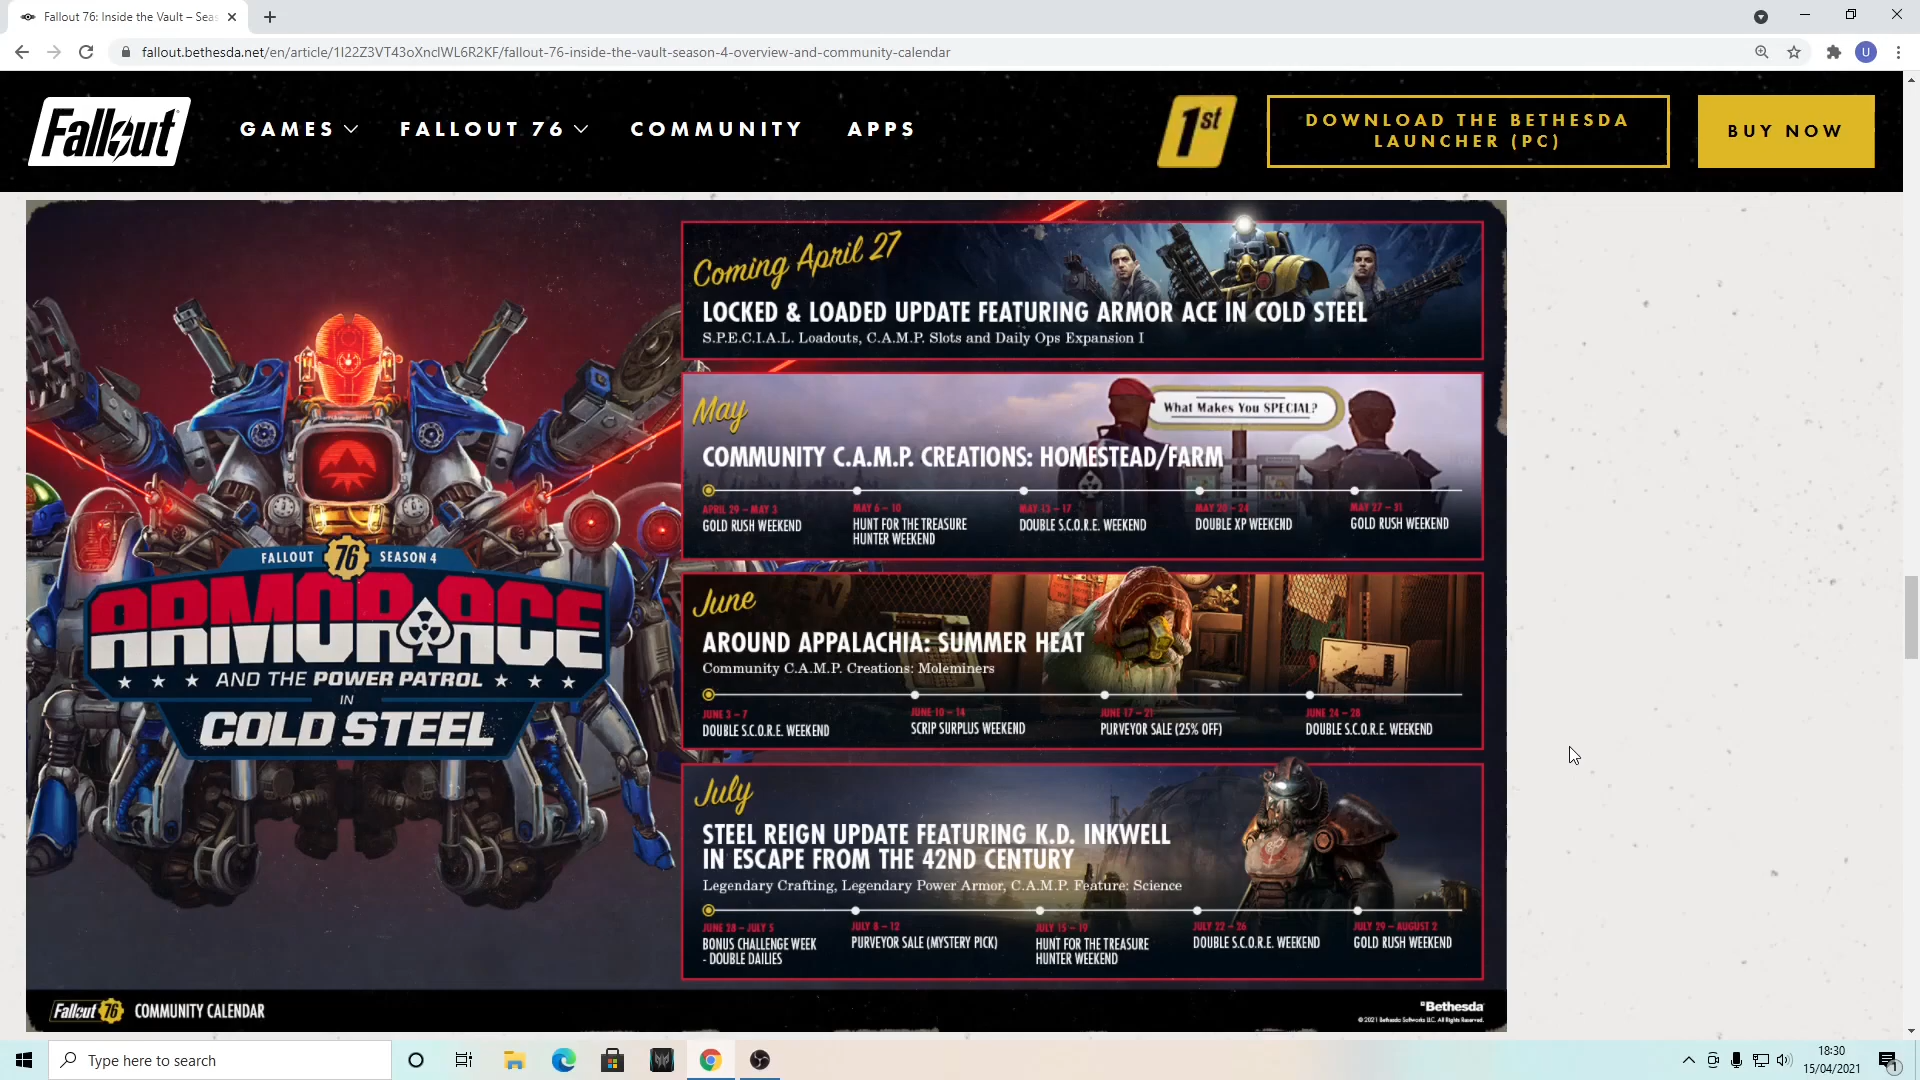 Fallout 76: Inside the Vault – Seas
fallout.bethesda.net/en/article/1I22Z3VT43oXnclWL6R2KF/fallout-76-inside-the-vault-season-4-overview-and-community-calendar
U
Fallout
GAMES
FALLOUT 76
COMMUNITY
APPS
1st
DOWNLOAD THE BETHESDA
LAUNCHER (PC)
BUY NOW
Coming April 27
LOCKED & LOADED UPDATE FEATURING ARMOR ACE IN COLD STEEL
S.P.E.C.I.A.L. Loadouts, C.A.M.P. Slots and Daily Ops Expansion I
May
What Makes You SPECIAL?
COMMUNITY C.A.M.P. CREATIONS: HOMESTEAD/FARM
APRIL 29 – MAY 3
GOLD RUSH WEEKEND
MAY 6 – 10
HUNT FOR THE TREASURE
HUNTER WEEKEND
MAY 13 – 17
DOUBLE S.C.O.R.E. WEEKEND
MAY 20 – 24
DOUBLE XP WEEKEND
MAY 27 – 31
GOLD RUSH WEEKEND
FALLOUT 76 SEASON 4
ARMOR ACE
AND THE POWER PATROL
IN
COLD STEEL
June
AROUND APPALACHIA: SUMMER HEAT
Community C.A.M.P. Creations: Moleminers
JUNE 3 – 7
DOUBLE S.C.O.R.E. WEEKEND
JUNE 10 – 14
SCRIP SURPLUS WEEKEND
JUNE 17 – 21
PURVEYOR SALE (25% OFF)
JUNE 24 – 28
DOUBLE S.C.O.R.E. WEEKEND
July
STEEL REIGN UPDATE FEATURING K.D. INKWELL
IN ESCAPE FROM THE 42ND CENTURY
Legendary Crafting, Legendary Power Armor, C.A.M.P. Feature: Science
JUNE 28 – JULY 5
BONUS CHALLENGE WEEK
- DOUBLE DAILIES
JULY 8 – 12
PURVEYOR SALE (MYSTERY PICK)
JULY 15 – 19
HUNT FOR THE TREASURE
HUNTER WEEKEND
JULY 22 – 26
DOUBLE S.C.O.R.E. WEEKEND
JULY 29 – AUGUST 2
GOLD RUSH WEEKEND
Fallout 76 COMMUNITY CALENDAR
Bethesda
© 2021 Bethesda Softworks LLC. All Rights Reserved.
Type here to search
18:30
15/04/2021
1